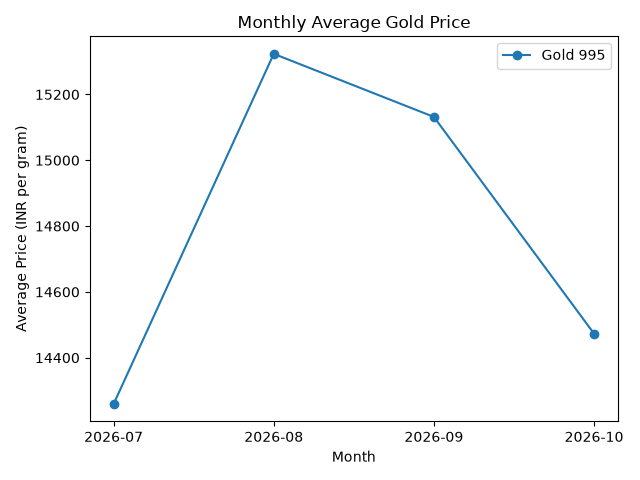 Monthly Average Gold Price
Gold 995
Average Price (INR per gram)
15200
15000
14800
14600
14400
2026-07 2026-08 2026-09 2026-10
Month